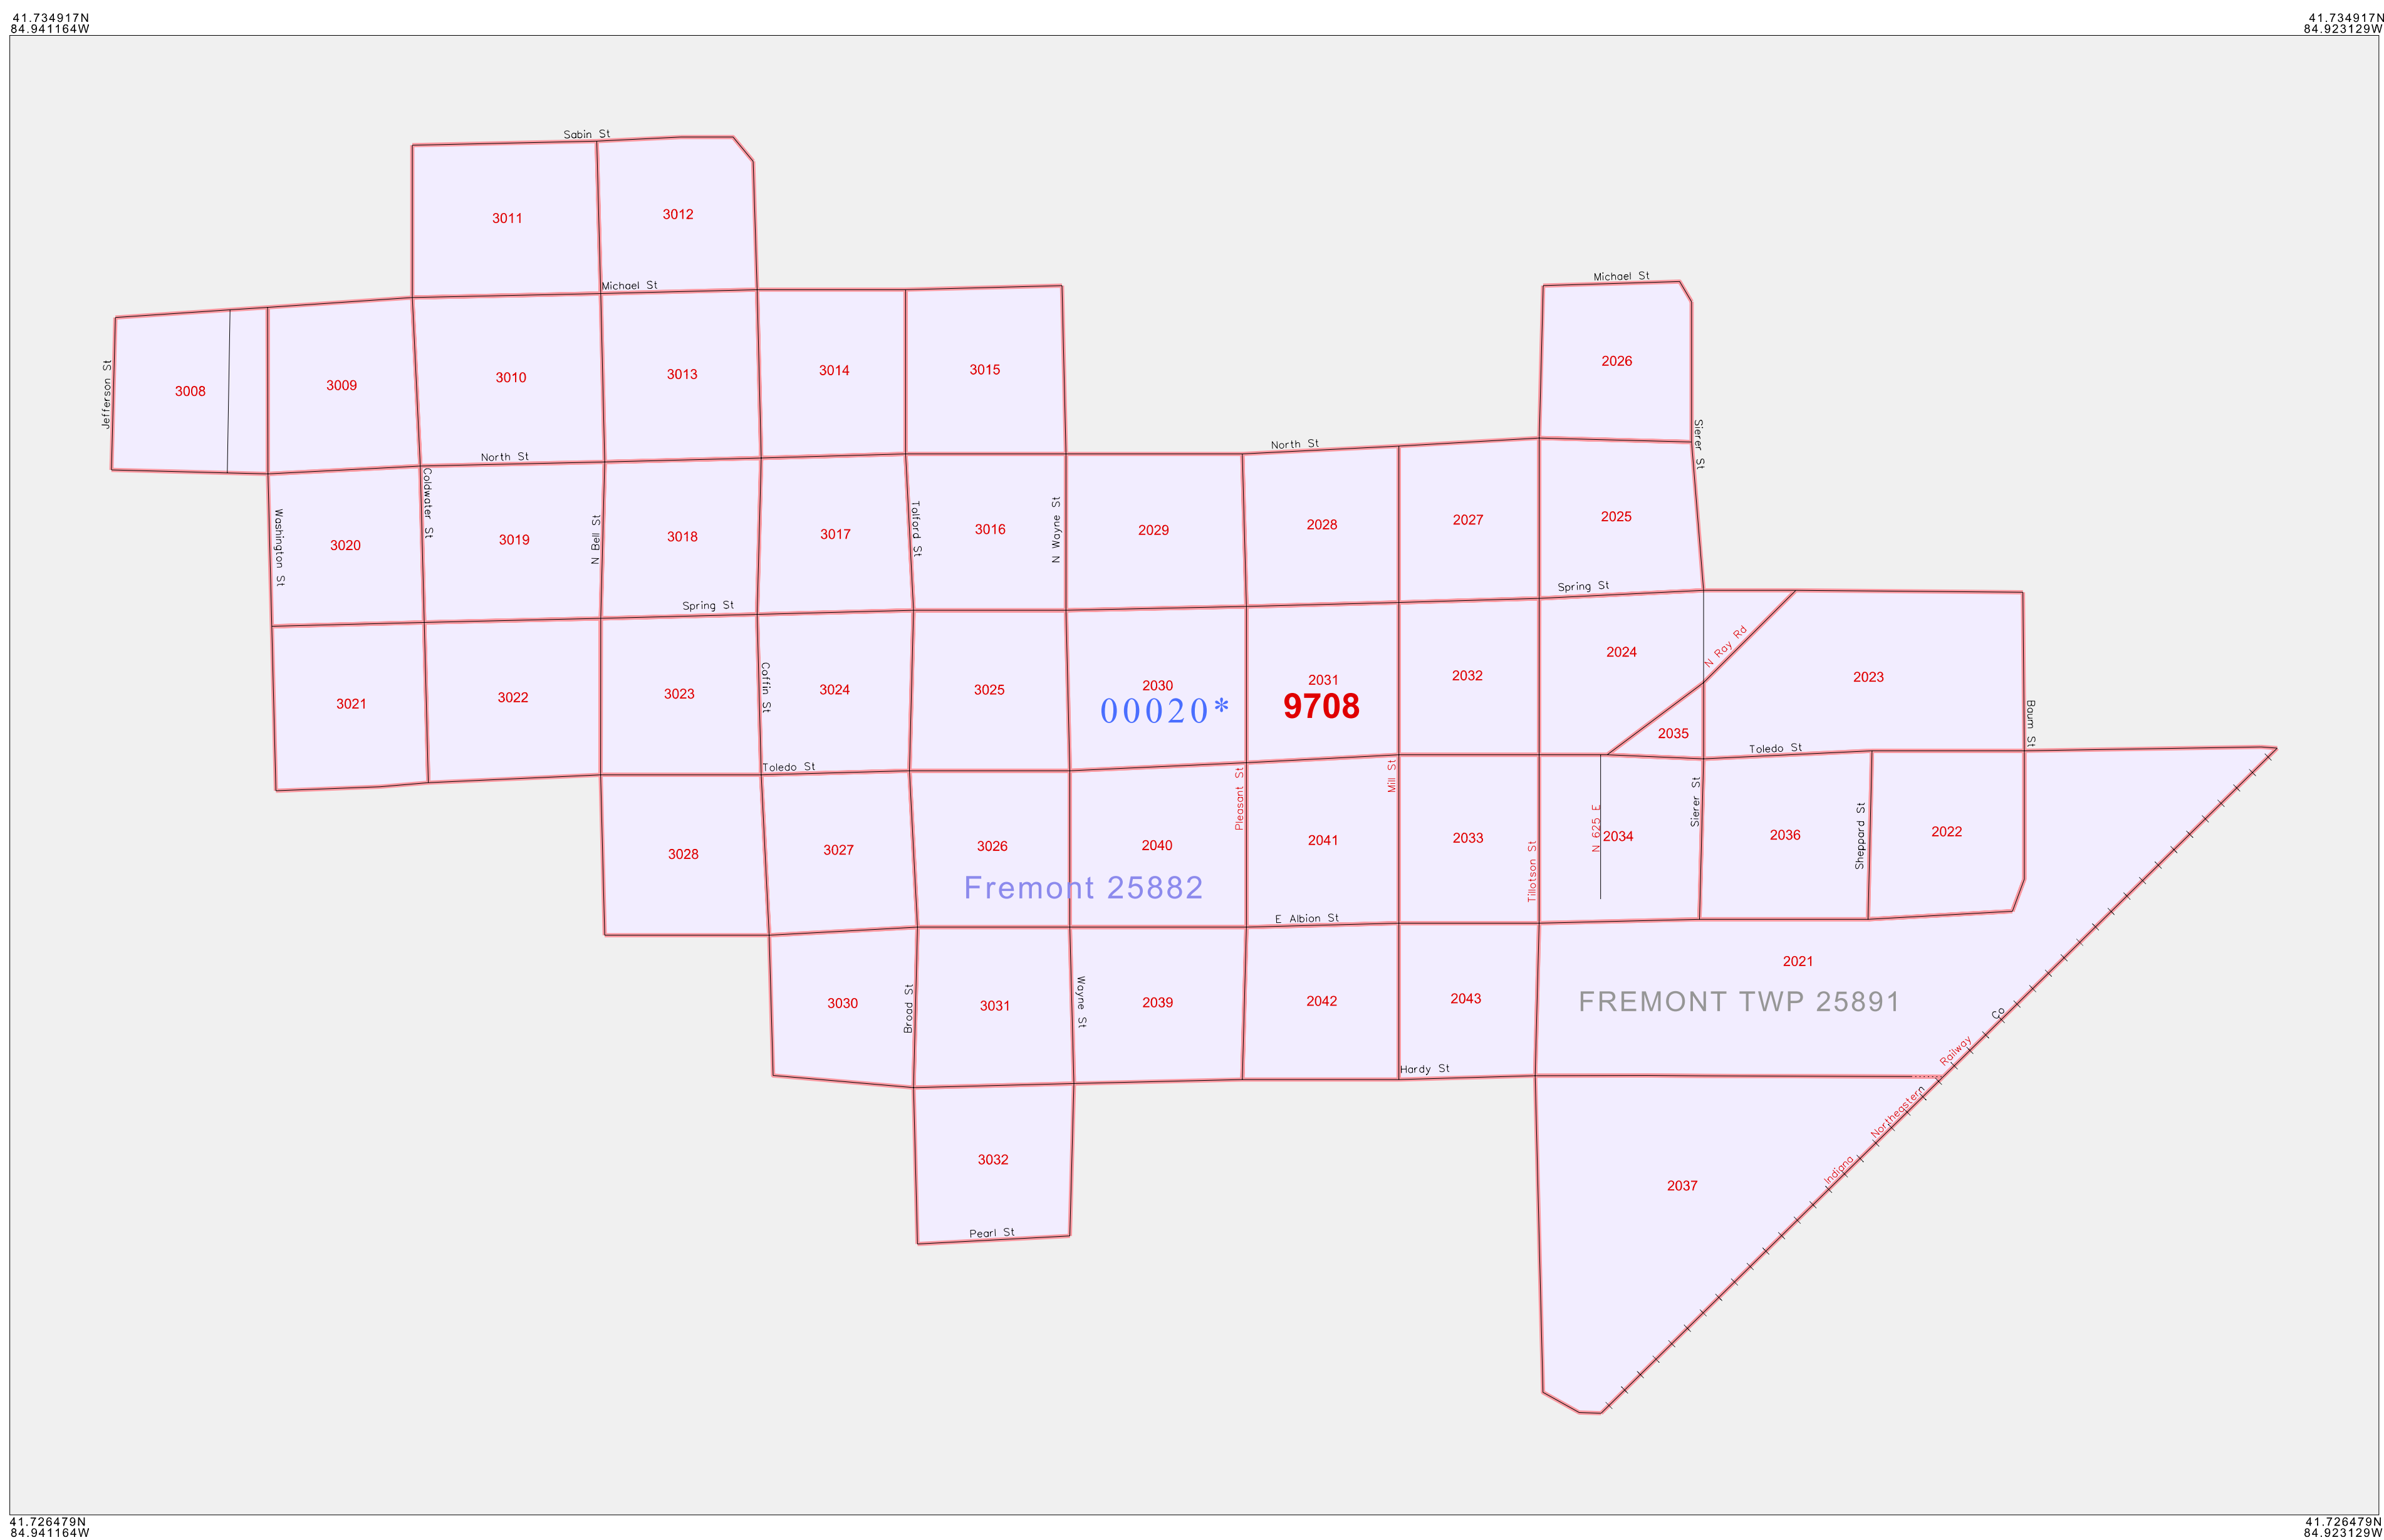 41.734917N
84.941164W
41.734917N
84.923129W
Sabin St
3011
3012
Michael St
Michael St
Jefferson St
3008
3009
3010
3013
3014
3015
2026
Sierer St
North St
North St
Washington St
Coldwater St
N Bell St
Tolford St
N Wayne St
3020
3019
3018
3017
3016
2029
2028
2027
2025
Spring St
Spring St
N Ray Rd
3021
3022
3023
Coffin St
3024
3025
2030
2031
2032
2024
2023
00020*
9708
2035
Baum St
Toledo St
Toledo St
Pleasant St
Mill St
Tillotson St
N 625 E
Sierer St
Sheppard St
3028
3027
3026
2040
2041
2033
2034
2036
2022
Fremont 25882
E Albion St
2021
FREMONT TWP 25891
3030
Broad St
3031
Wayne St
2039
2042
2043
Hardy St
Indiana Northeastern Railway Co
3032
2037
Pearl St
41.726479N
84.941164W
41.726479N
84.923129W